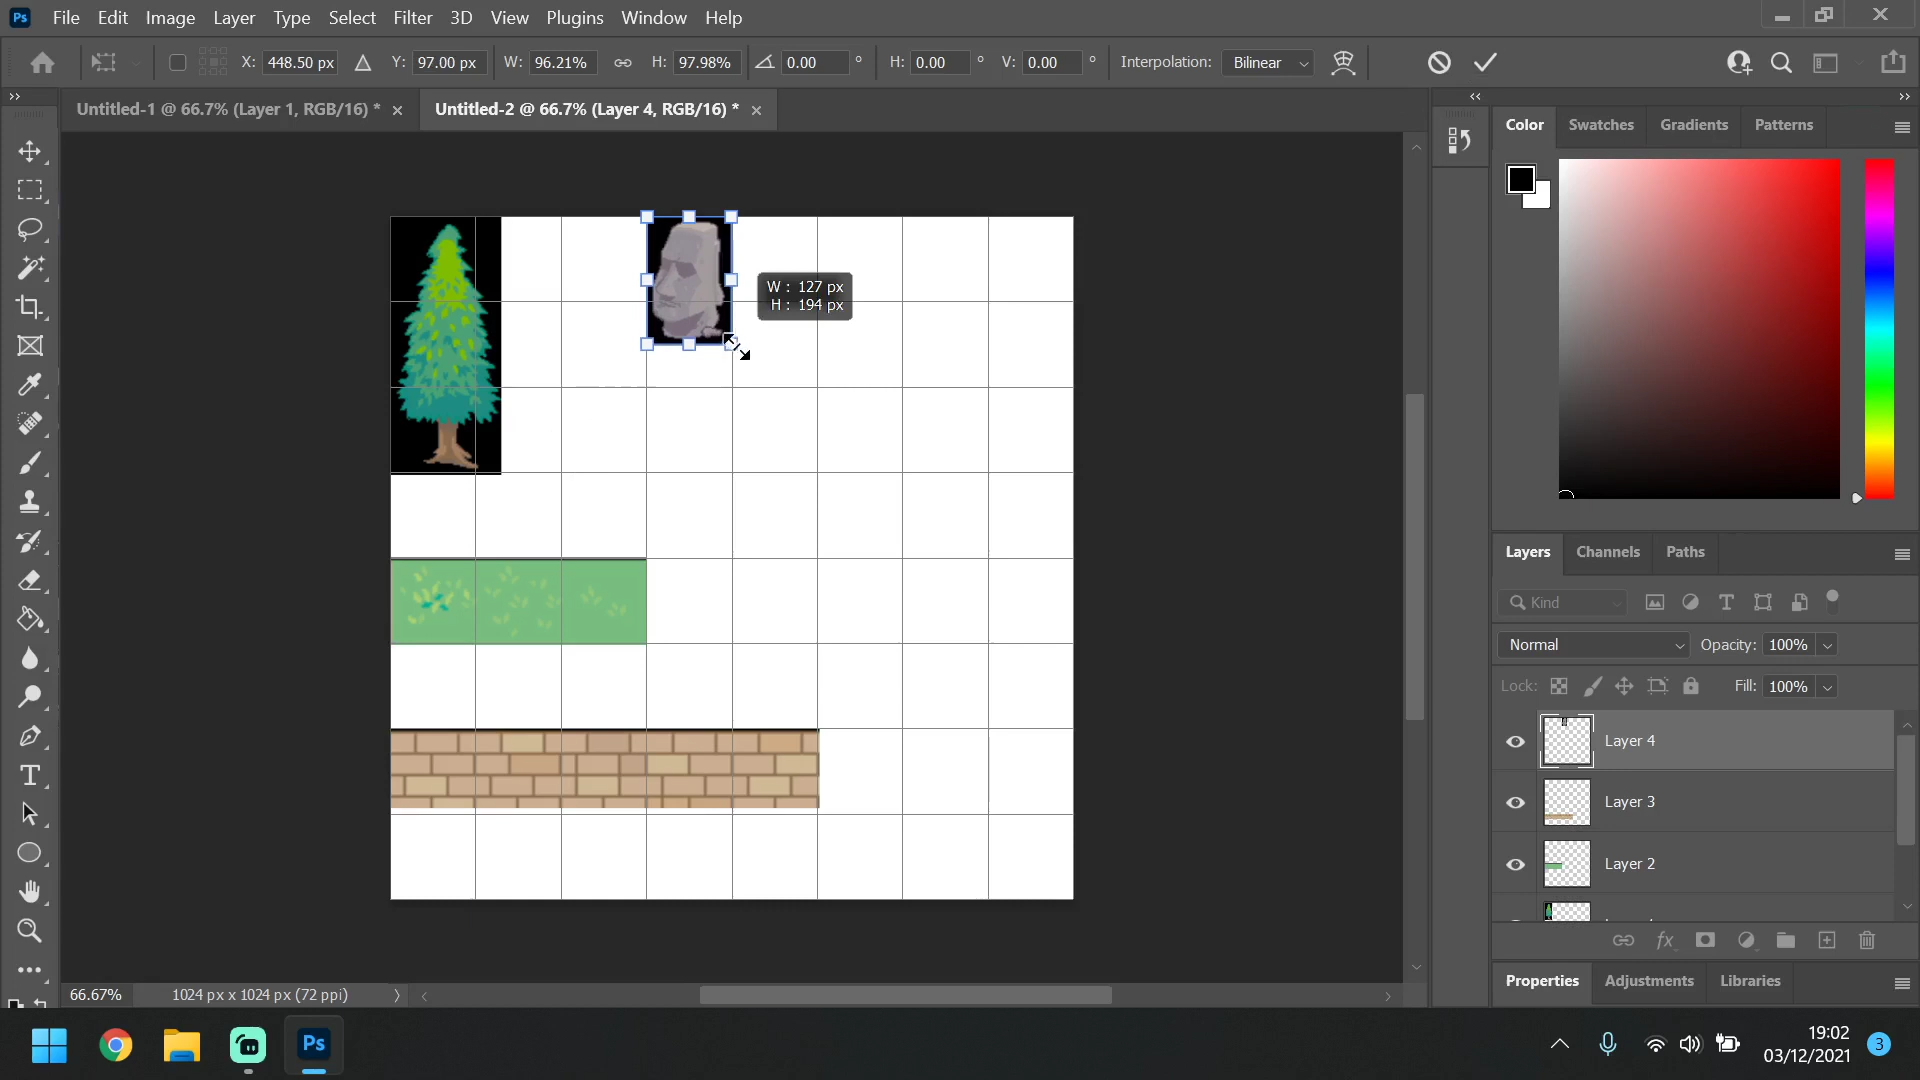 Ps File Edit Image Layer Type Select Filter 3D View Plugins Window Help
X: 448.50 px Y: 97.00 px W: 96.21% H: 97.98% 0.00 ° H: 0.00 ° V: 0.00 ° Interpolation: Bilinear
Untitled-1 @ 66.7% (Layer 1, RGB/16) * Untitled-2 @ 66.7% (Layer 4, RGB/16) *
Color Swatches Gradients Patterns
W : 127 px
H : 194 px
Layers Channels Paths
Kind
Normal Opacity: 100%
Lock: Fill: 100%
Layer 4
Layer 3
Layer 2
Properties Adjustments Libraries
66.67% 1024 px x 1024 px (72 ppi)
Ps
19:02
03/12/2021
3